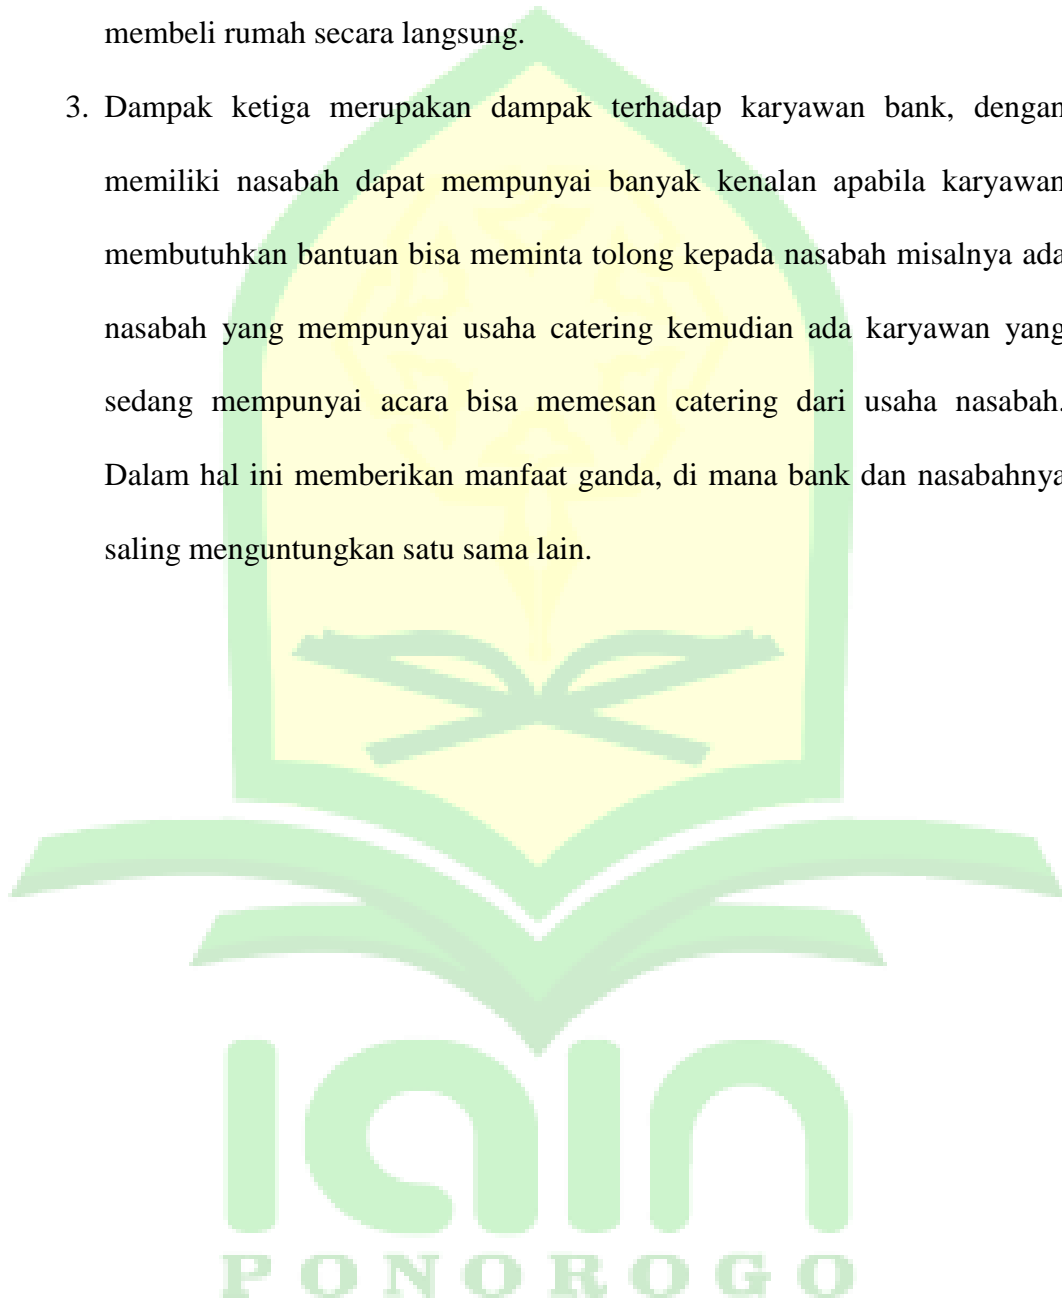 membeli rumah secara langsung.
3. Dampak ketiga merupakan dampak terhadap karyawan bank, dengan
memiliki nasabah dapat mempunyai banyak kenalan apabila karyawan
membutuhkan bantuan bisa meminta tolong kepada nasabah misalnya ada
nasabah yang mempunyai usaha catering kemudian ada karyawan yang
sedang mempunyai acara bisa memesan catering dari usaha nasabah.
Dalam hal ini memberikan manfaat ganda, di mana bank dan nasabahnya
saling menguntungkan satu sama lain.
iain
PONOROGO